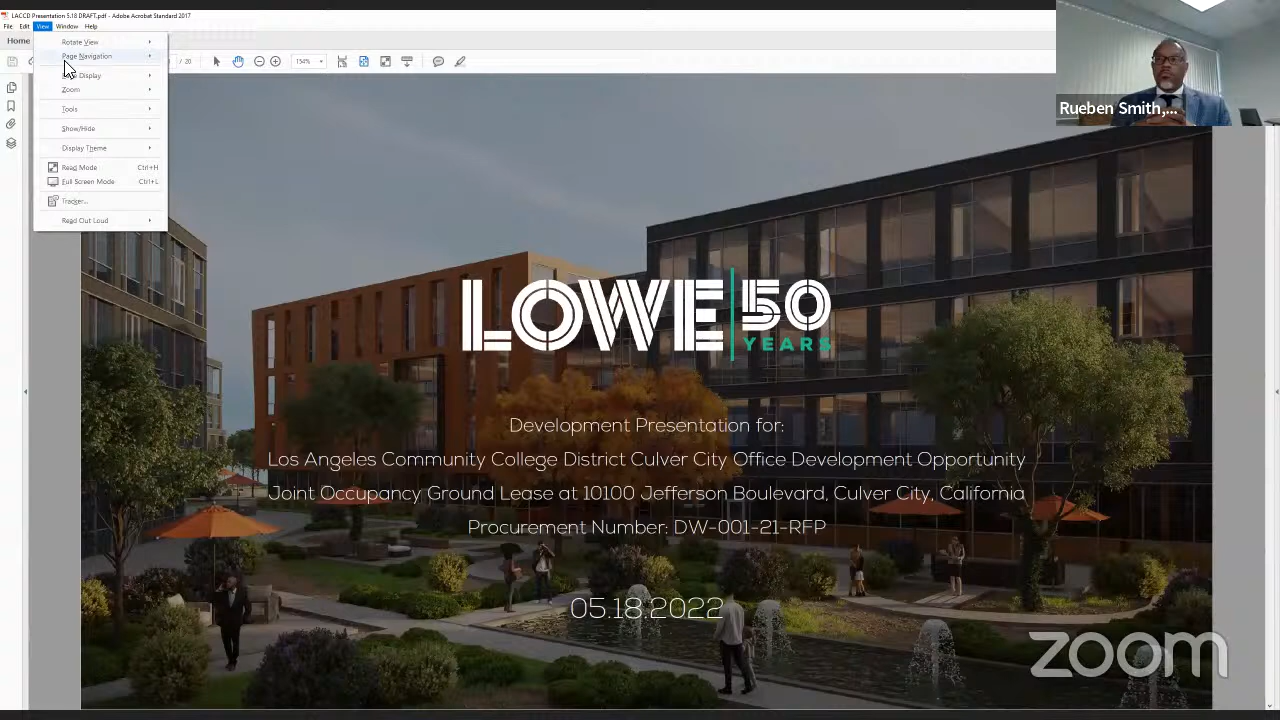 LACCD Presentation 5.18 DRAFT.pdf - Adobe Acrobat Standard 2017
File Edit View Window Help
Home
Rotate View
Page Navigation
Display
Zoom
Tools
Show/Hide
Display Theme
Read Mode Ctrl+H
Full Screen Mode Ctrl+L
Tracker...
Read Out Loud
/ 20
154%
Rueben Smith,...
LOWE 50
YEARS
Development Presentation for:
Los Angeles Community College District Culver City Office Development Opportunity
Joint Occupancy Ground Lease at 10100 Jefferson Boulevard, Culver City, California
Procurement Number: DW-001-21-RFP
05.18.2022
zoom